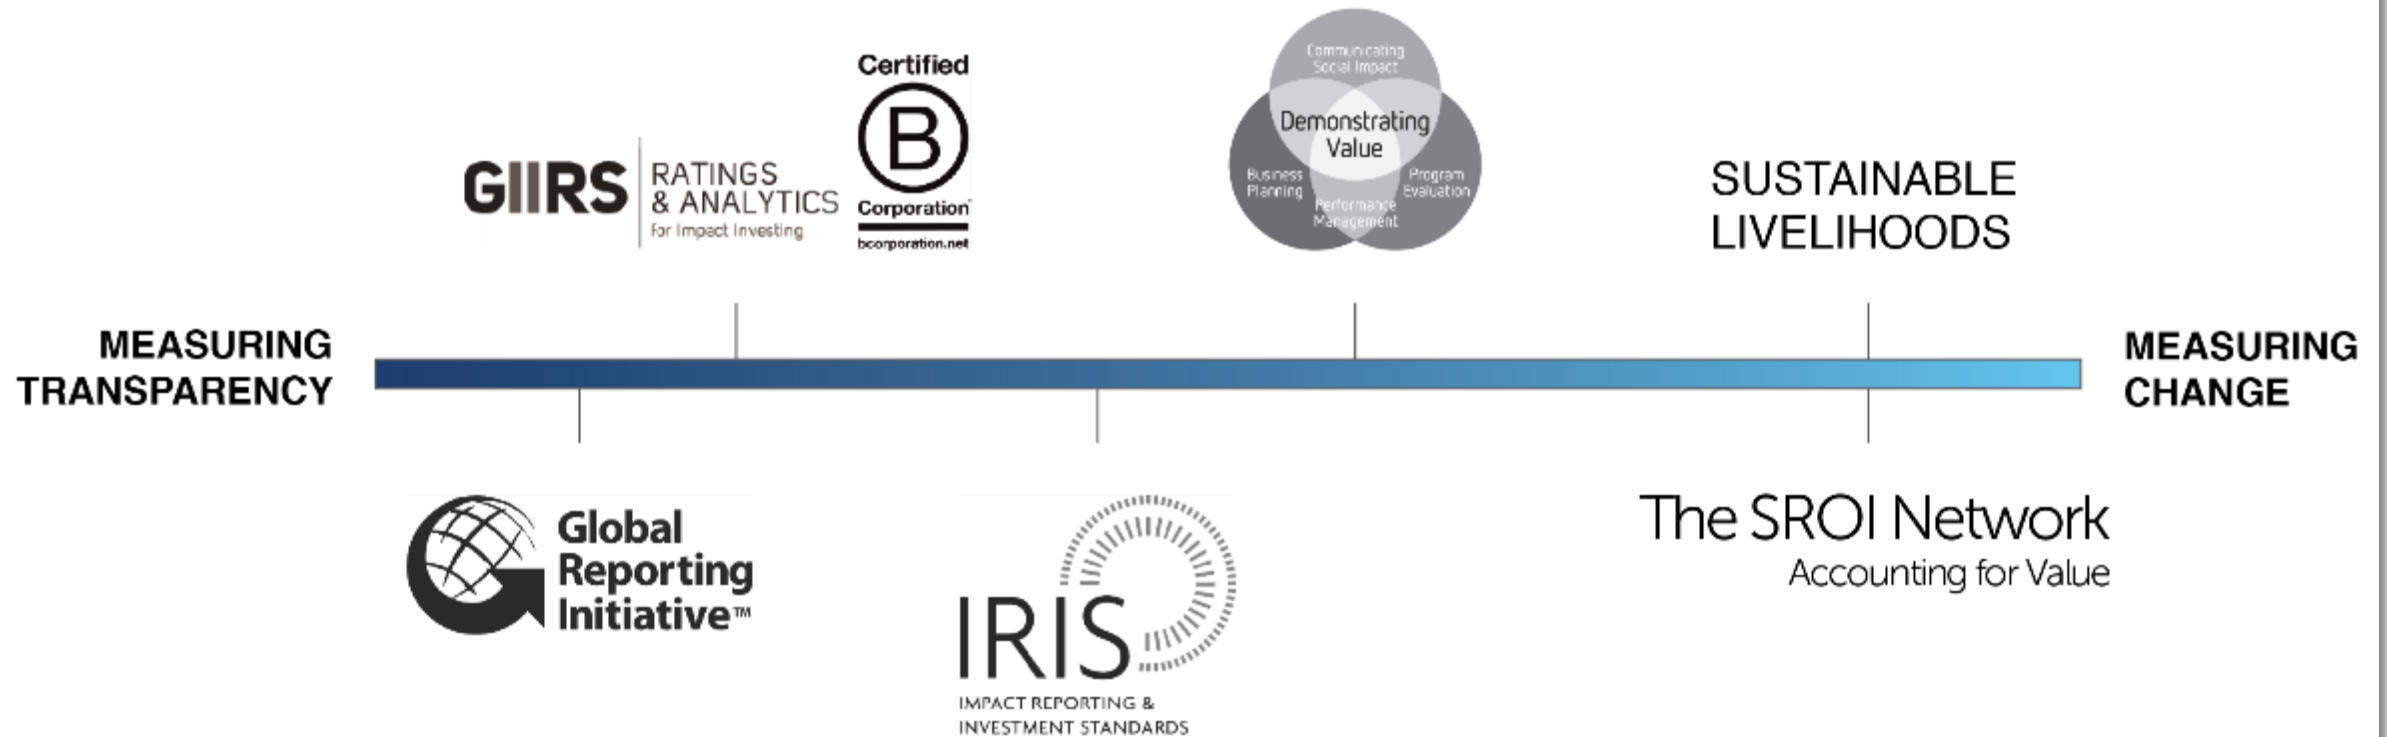 Certified
B
Corporation
bcorporation.net
GIIRS
RATINGS
& ANALYTICS
for Impact Investing
Communicating
Social Impact
Demonstrating
Value
Business
Planning
Program
Evaluation
Performance
Management
SUSTAINABLE
LIVELIHOODS
MEASURING
TRANSPARENCY
MEASURING
CHANGE
Global
Reporting
Initiative™
IRIS
IMPACT REPORTING &
INVESTMENT STANDARDS
The SROI Network
Accounting for Value